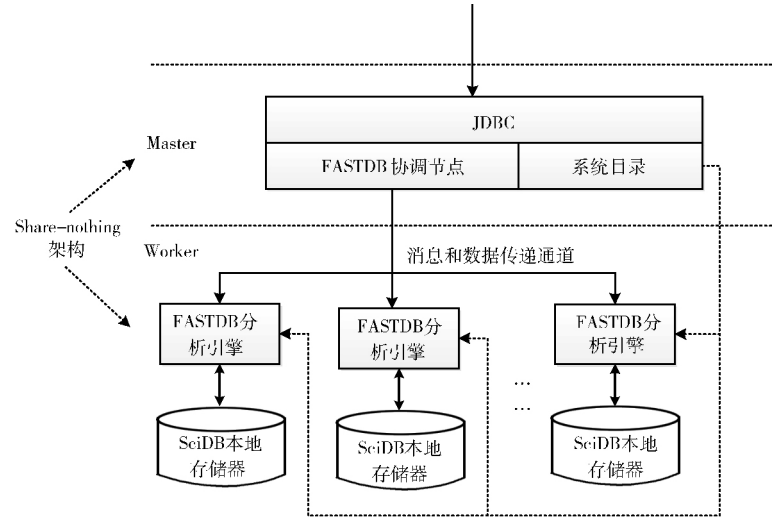 JDBC
Master
FASTDB协调节点
系统目录
Share-nothing
架构
Worker
消息和数据传递通道
FASTDB分
析引擎
FASTDB分
析引擎
FASTDB分
析引擎
...
...
SciDB本地
存储器
SciDB本地
存储器
SciDB本地
存储器